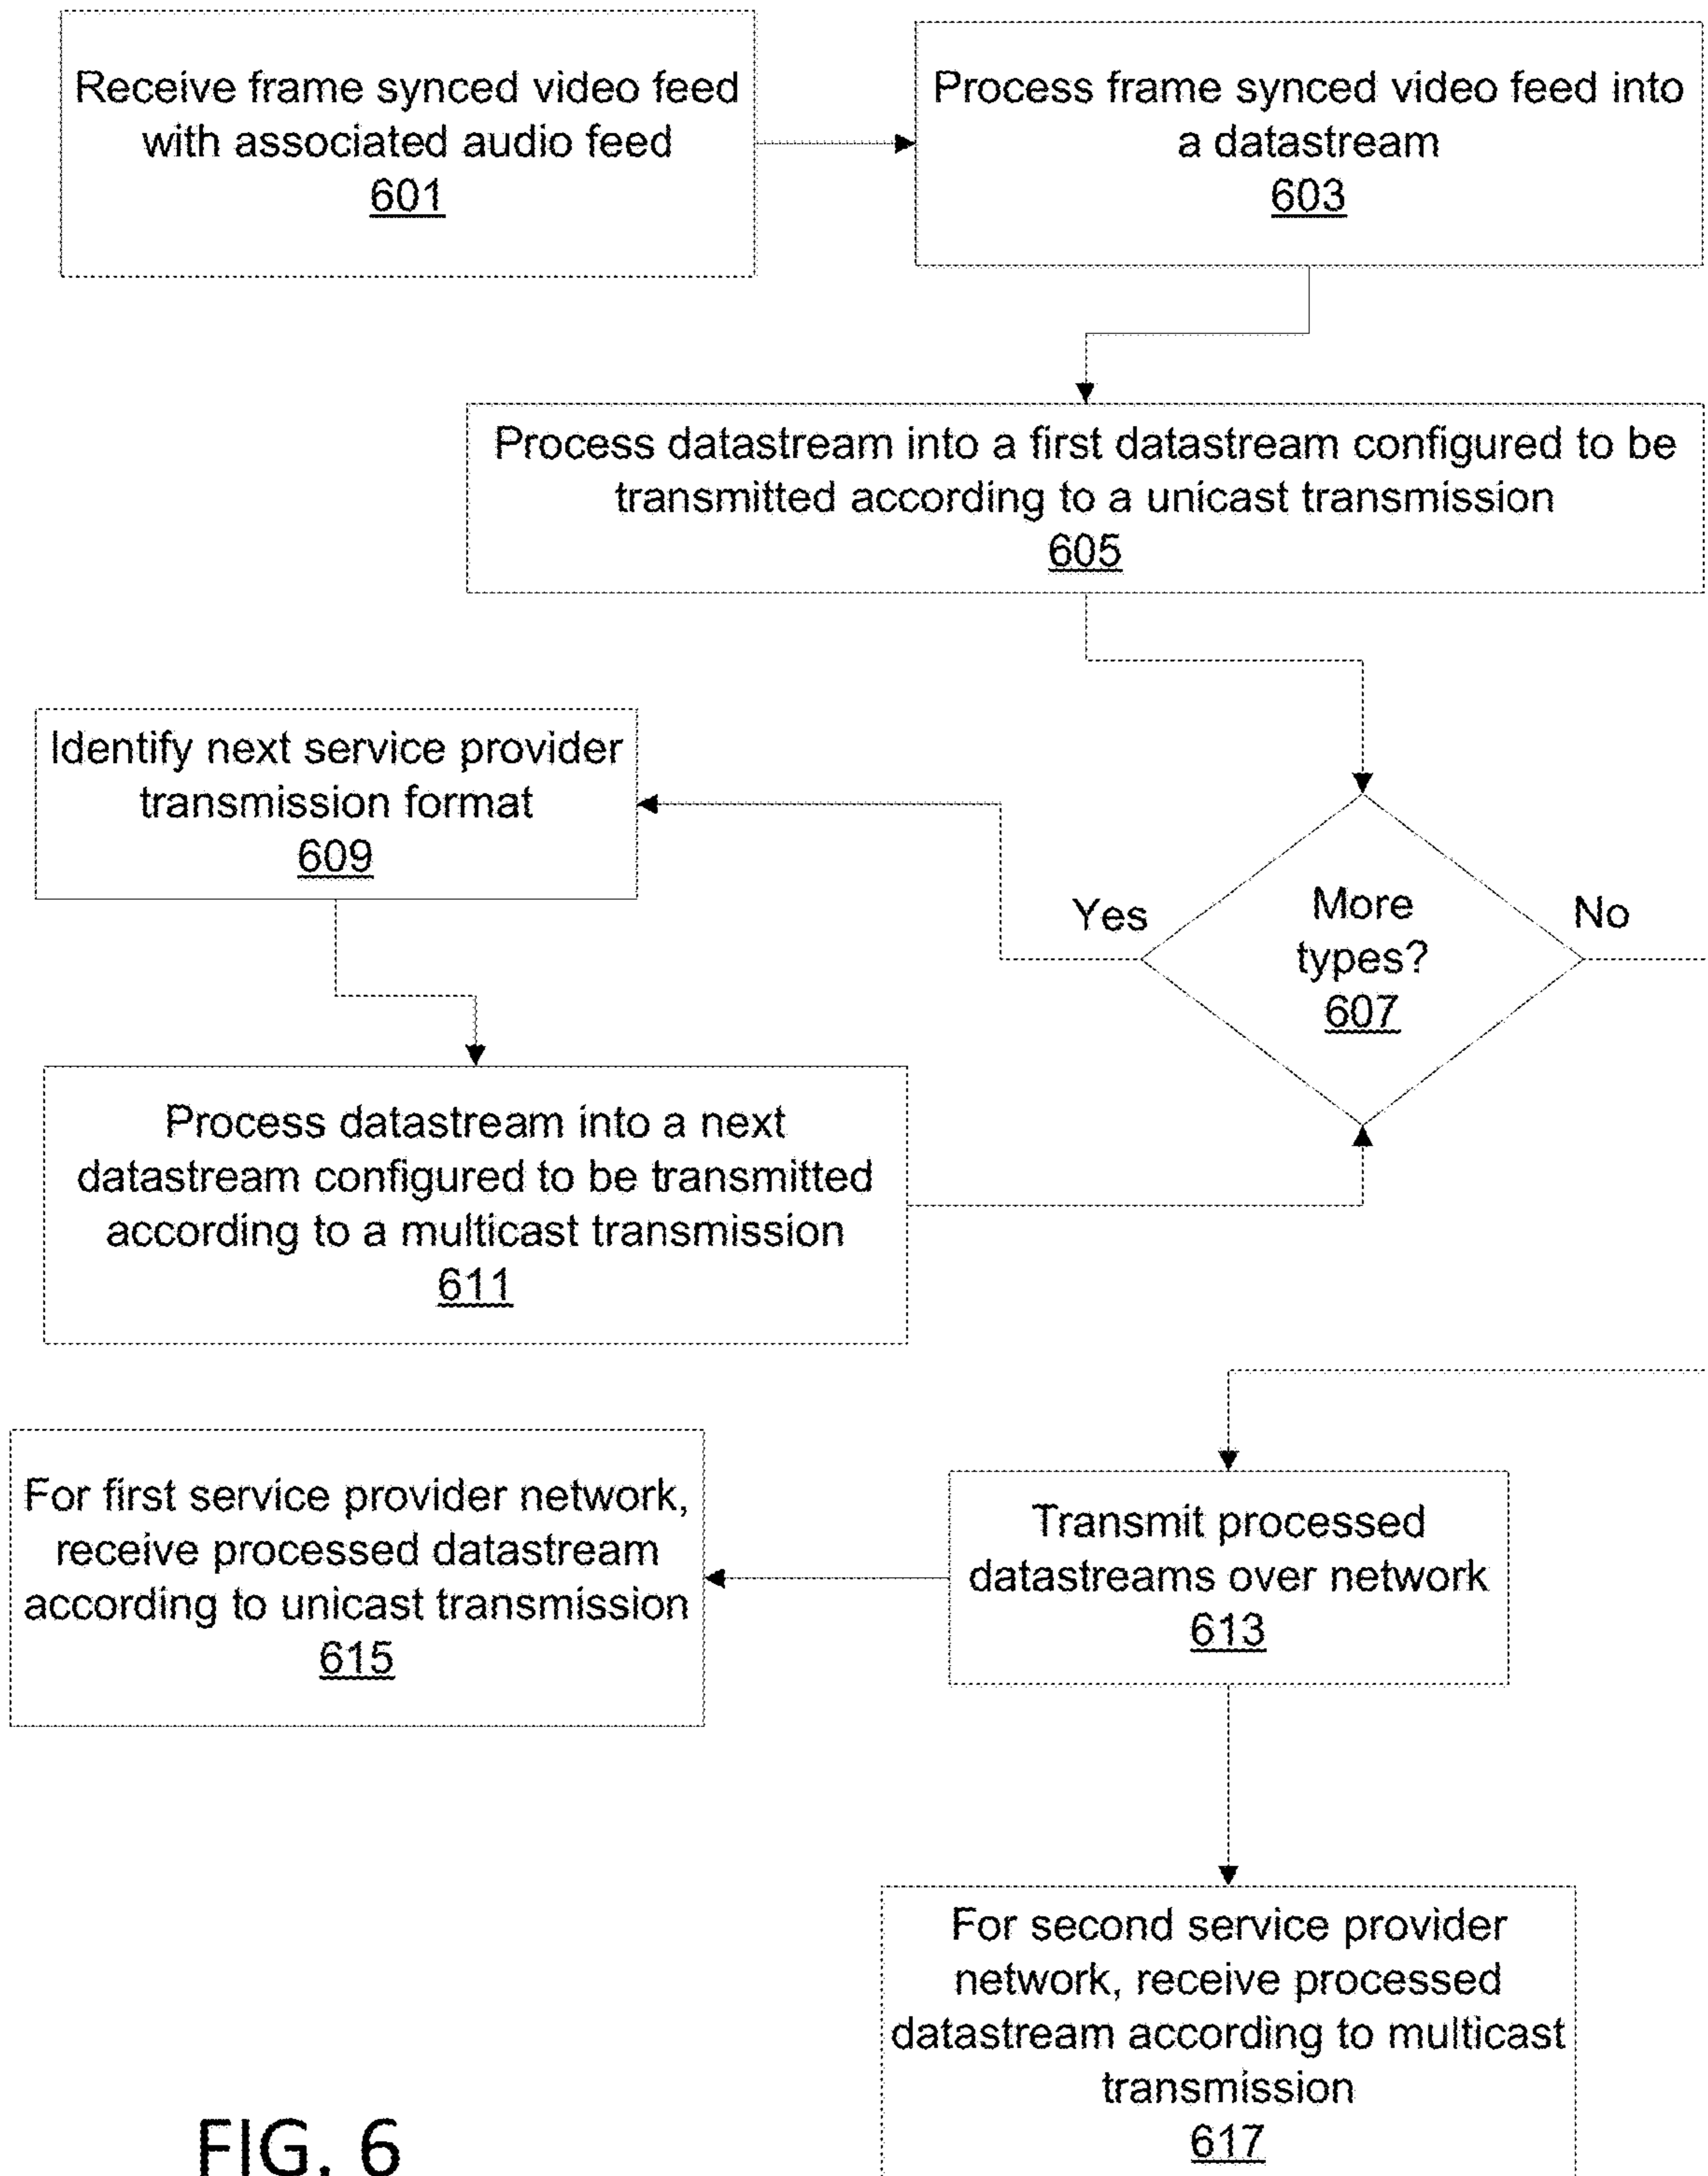 Receive frame synced video feed
with associated audio feed
601
Process frame synced video feed into
a datastream
603
Process datastream into a first datastream configured to be
transmitted according to a unicast transmission
605
Identify next service provider
transmission format
609
Yes
More
types?
607
No
Process datastream into a next
datastream configured to be transmitted
according to a multicast transmission
611
For first service provider network,
receive processed datastream
according to unicast transmission
615
Transmit processed
datastreams over network
613
For second service provider
network, receive processed
datastream according to multicast
transmission
617
FIG. 6